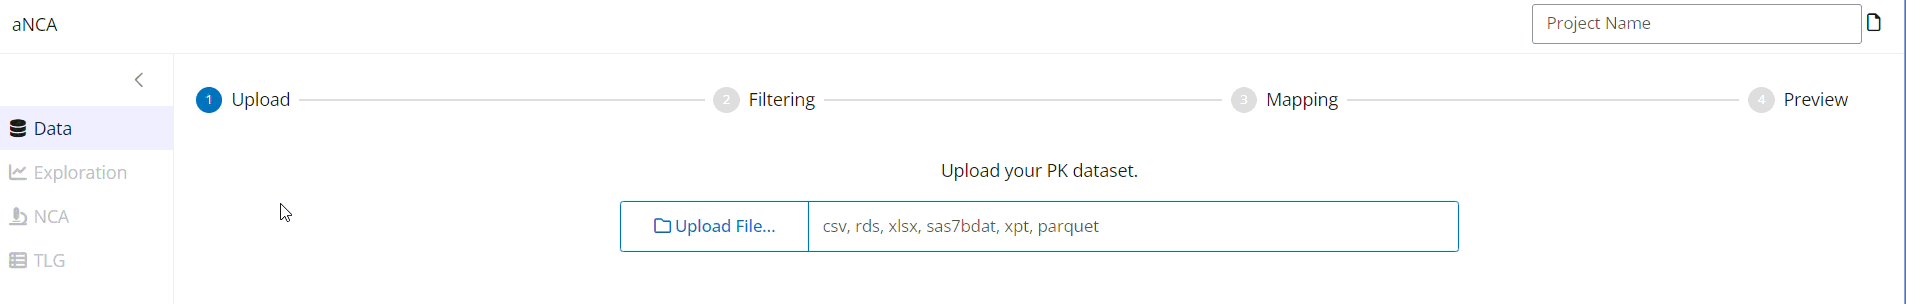 aNCA
Project Name
1 Upload 2 Filtering 3 Mapping 4 Preview
Data
Exploration
NCA
TLG
Upload your PK dataset.
Upload File... csv, rds, xlsx, sas7bdat, xpt, parquet